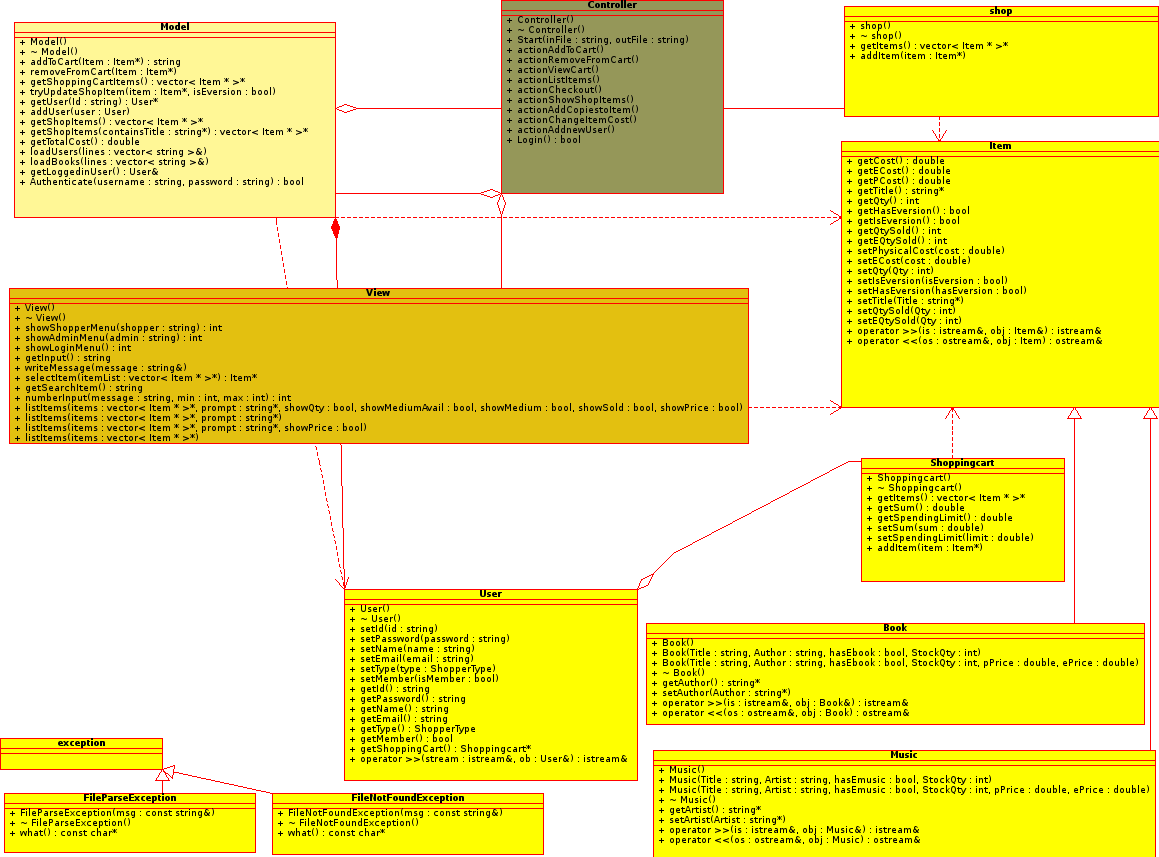 Model
+ Model()
+ ~ Model()
+ addToCart(Item : Item*) : string
+ removeFromCart(Item : Item*)
+ getShoppingCartItems() : vector< Item * >*
+ tryUpdateShopItem(item : Item*, isEversion : bool)
+ getUser(Id : string) : User*
+ addUser(user : User)
+ getShopItems() : vector< Item * >*
+ getShopItems(containsTitle : string*) : vector< Item * >*
+ getTotalCost() : double
+ loadUsers(lines : vector< string >&)
+ loadBooks(lines : vector< string >&)
+ getLoggedinUser() : User&
+ Authenticate(username : string, password : string) : bool
Controller
+ Controller()
+ ~ Controller()
+ Start(inFile : string, outFile : string)
+ actionAddToCart()
+ actionRemoveFromCart()
+ actionViewCart()
+ actionListItems()
+ actionCheckout()
+ actionShowShopItems()
+ actionAddCopiestoItem()
+ actionChangeItemCost()
+ actionAddnewUser()
+ Login() : bool
shop
+ shop()
+ ~ shop()
+ getItems() : vector< Item * >*
+ addItem(item : Item*)
Item
+ getCost() : double
+ getECost() : double
+ getPCost() : double
+ getTitle() : string*
+ getQty() : int
+ getHasEversion() : bool
+ getIsEversion() : bool
+ getQtySold() : int
+ getEQtySold() : int
+ setPhysicalCost(cost : double)
+ setECost(cost : double)
+ setQty(Qty : int)
+ setIsEversion(isEversion : bool)
+ setHasEversion(hasEversion : bool)
+ setTitle(Title : string*)
+ setQtySold(Qty : int)
+ setEQtySold(Qty : int)
+ operator >>(is : istream&, obj : Item&) : istream&
+ operator <<(os : ostream&, obj : Item) : ostream&
View
+ View()
+ ~ View()
+ showShopperMenu(shopper : string) : int
+ showAdminMenu(admin : string) : int
+ showLoginMenu() : int
+ getInput() : string
+ writeMessage(message : string&)
+ selectItem(itemList : vector< Item * >*) : Item*
+ getSearchItem() : string
+ numberInput(message : string, min : int, max : int) : int
+ listItems(items : vector< Item * >*, prompt : string*, showQty : bool, showMediumAvail : bool, showMedium : bool, showSold : bool, showPrice : bool)
+ listItems(items : vector< Item * >*, prompt : string*)
+ listItems(items : vector< Item * >*, prompt : string*, showPrice : bool)
+ listItems(items : vector< Item * >*)
Shoppingcart
+ Shoppingcart()
+ ~ Shoppingcart()
+ getItems() : vector< Item * >*
+ getSum() : double
+ getSpendingLimit() : double
+ setSum(sum : double)
+ setSpendingLimit(limit : double)
+ addItem(item : Item*)
User
+ User()
+ ~ User()
+ setId(id : string)
+ setPassword(password : string)
+ setName(name : string)
+ setEmail(email : string)
+ setType(type : ShopperType)
+ setMember(isMember : bool)
+ getId() : string
+ getPassword() : string
+ getName() : string
+ getEmail() : string
+ getType() : ShopperType
+ getMember() : bool
+ getShoppingCart() : Shoppingcart*
+ operator >>(stream : istream&, ob : User&) : istream&
Book
+ Book()
+ Book(Title : string, Author : string, hasEbook : bool, StockQty : int)
+ Book(Title : string, Author : string, hasEbook : bool, StockQty : int, pPrice : double, ePrice : double)
+ ~ Book()
+ getAuthor() : string*
+ setAuthor(Author : string*)
+ operator >>(is : istream&, obj : Book&) : istream&
+ operator <<(os : ostream&, obj : Book) : ostream&
Music
+ Music()
+ Music(Title : string, Artist : string, hasEmusic : bool, StockQty : int)
+ Music(Title : string, Artist : string, hasEmusic : bool, StockQty : int, pPrice : double, ePrice : double)
+ ~ Music()
+ getArtist() : string*
+ setArtist(Artist : string*)
+ operator >>(is : istream&, obj : Music&) : istream&
+ operator <<(os : ostream&, obj : Music) : ostream&
exception
FileParseException
+ FileParseException(msg : const string&)
+ ~ FileParseException()
+ what() : const char*
FileNotFoundException
+ FileNotFoundException(msg : const string&)
+ ~ FileNotFoundException()
+ what() : const char*